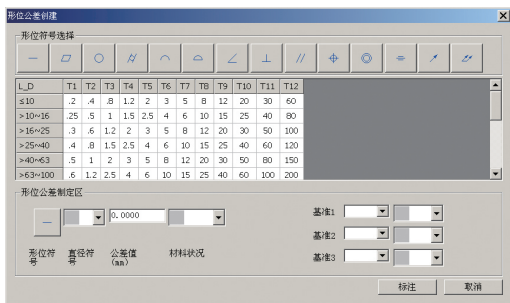 形位公差创建
形位符号选择
L_D T1 T2 T3 T4 T5 T6 T7 T8 T9 T10 T11 T12
≤10 .2 .4 .8 1.2 2 3 5 8 12 20 30 60
>10~16 .25 .5 1 1.5 2.5 4 6 10 15 25 40 80
>16~25 .3 .6 1.2 2 3 5 8 12 20 30 50 100
>25~40 .4 .8 1.5 2.5 4 6 10 15 25 40 60 120
>40~63 .5 1 2 3 5 8 12 20 30 50 80 150
>63~100 .6 1.2 2.5 4 6 10 15 25 40 60 100 200
形位公差制定区
0.0000
基准1
基准2
基准3
形位符号
直径符号
公差值(mm)
材料状况
标注 取消